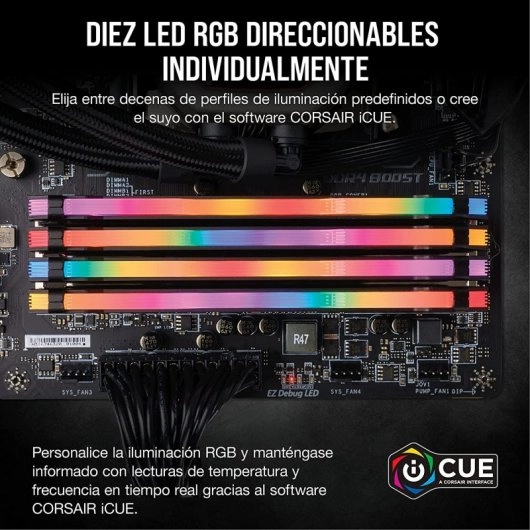 DIEZ LED RGB DIRECCIONABLES
INDIVIDUALMENTE
Elija entre decenas de perfiles de iluminación predefinidos o cree
el suyo con el software CORSAIR iCUE.
DDR4 BOOST
DIMMA1
DIMMA2
DIMMB1
FIRST
R47
SYS_FAN3
EZ Debug LED
SYS_FAN4
JOY1
PUMP_FAN1
Personalice la iluminación RGB y manténgase
informado con lecturas de temperatura y
frecuencia en tiempo real gracias al software
CORSAIR iCUE.
iCUE
A CORSAIR INTERFACE